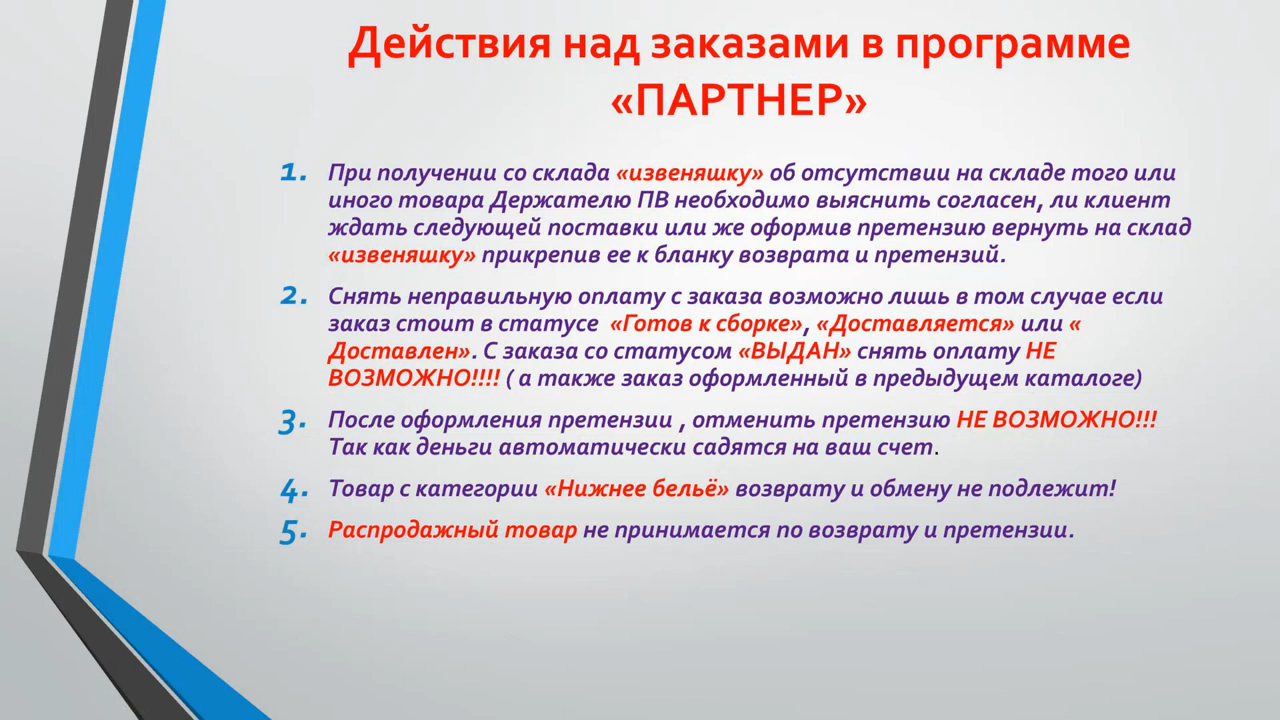 Действия над заказами в программе
«ПАРТНЕР»
1. При получении со склада «извеняшку» об отсутствии на складе того или
иного товара Держателю ПВ необходимо выяснить согласен, ли клиент
ждать следующей поставки или же оформив претензию вернуть на склад
«извеняшку» прикрепив ее к бланку возврата и претензий.
2. Снять неправильную оплату с заказа возможно лишь в том случае если
заказ стоит в статусе «Готов к сборке», «Доставляется» или «
Доставлен». С заказа со статусом «ВЫДАН» снять оплату НЕ
ВОЗМОЖНО!!!! ( а также заказ оформленный в предыдущем каталоге)
3. После оформления претензии , отменить претензию НЕ ВОЗМОЖНО!!!
Так как деньги автоматически садятся на ваш счет.
4. Товар с категории «Нижнее бельё» возврату и обмену не подлежит!
5. Распродажный товар не принимается по возврату и претензии.